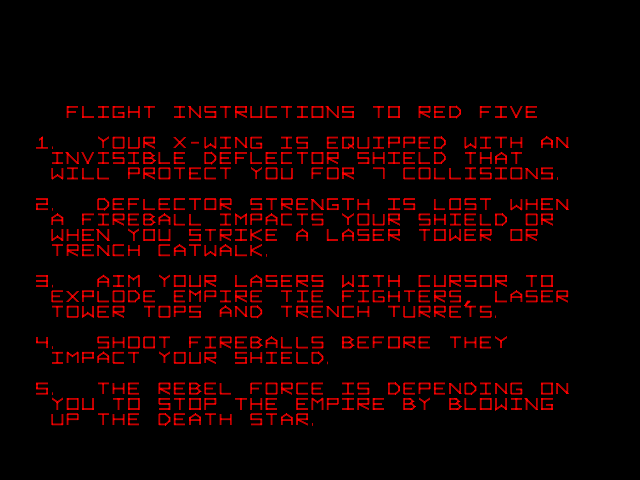 FLIGHT INSTRUCTIONS TO RED FIVE
1. YOUR X-WING IS EQUIPPED WITH AN
INVISIBLE DEFLECTOR SHIELD THAT
WILL PROTECT YOU FOR 7 COLLISIONS.
2. DEFLECTOR STRENGTH IS LOST WHEN
A FIREBALL IMPACTS YOUR SHIELD OR
WHEN YOU STRIKE A LASER TOWER OR
TRENCH CATWALK.
3. AIM YOUR LASERS WITH CURSOR TO
EXPLODE EMPIRE TIE FIGHTERS, LASER
TOWER TOPS AND TRENCH TURRETS.
4. SHOOT FIREBALLS BEFORE THEY
IMPACT YOUR SHIELD.
5. THE REBEL FORCE IS DEPENDING ON
YOU TO STOP THE EMPIRE BY BLOWING
UP THE DEATH STAR.